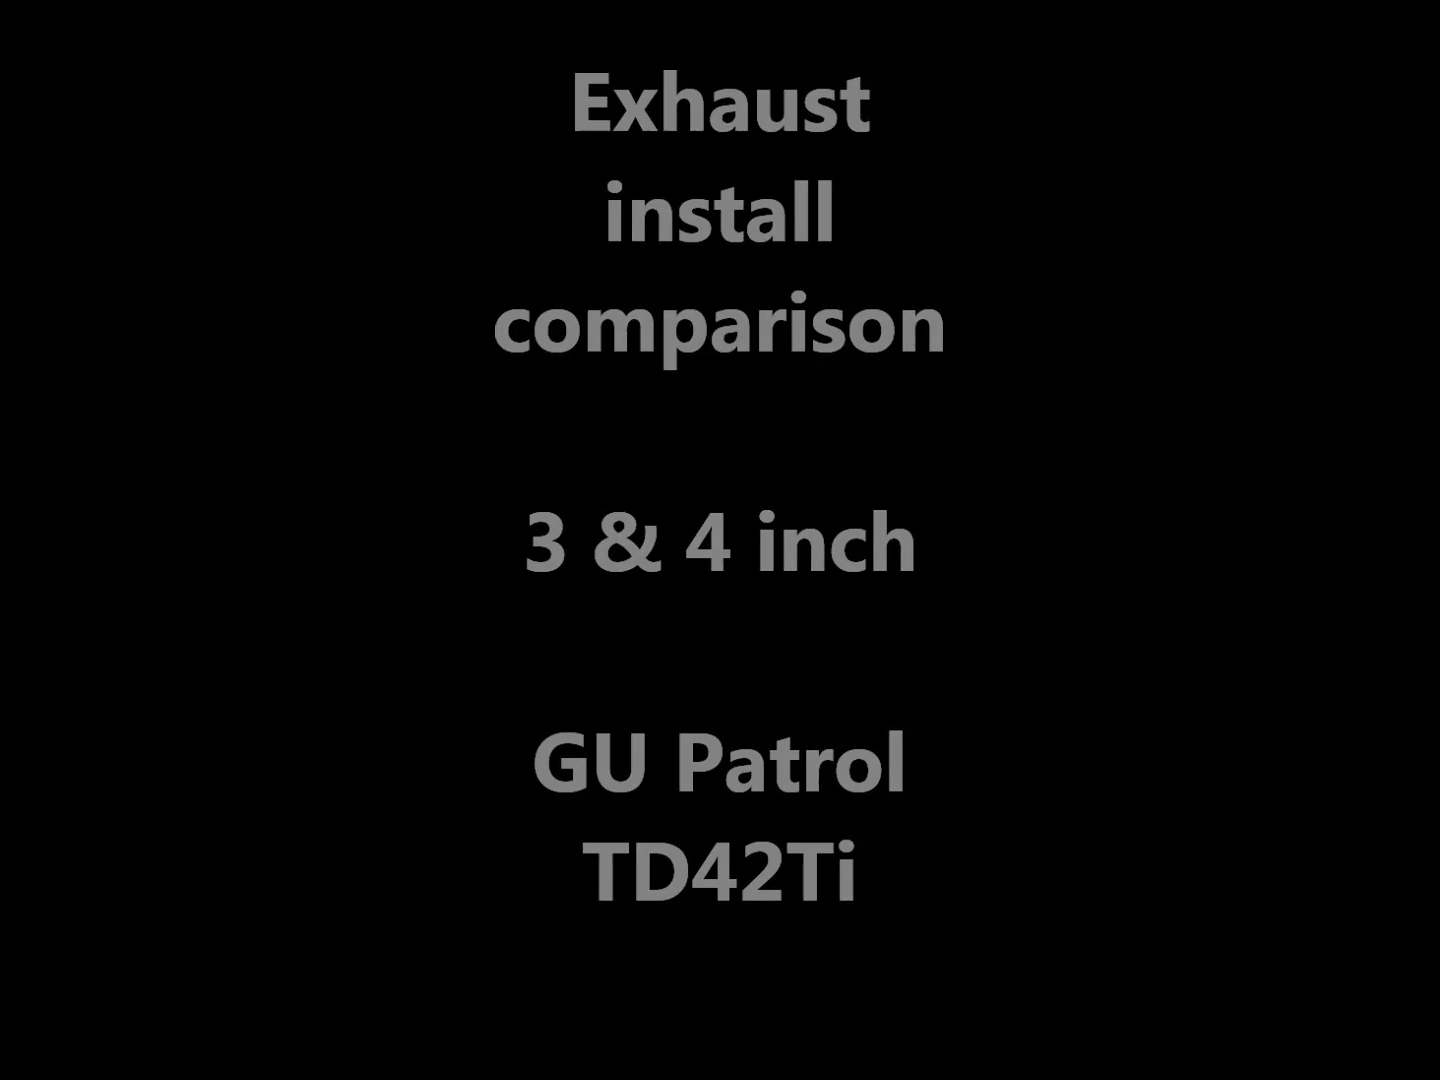 Exhaust
install
comparison
3 & 4 inch
GU Patrol
TD42Ti